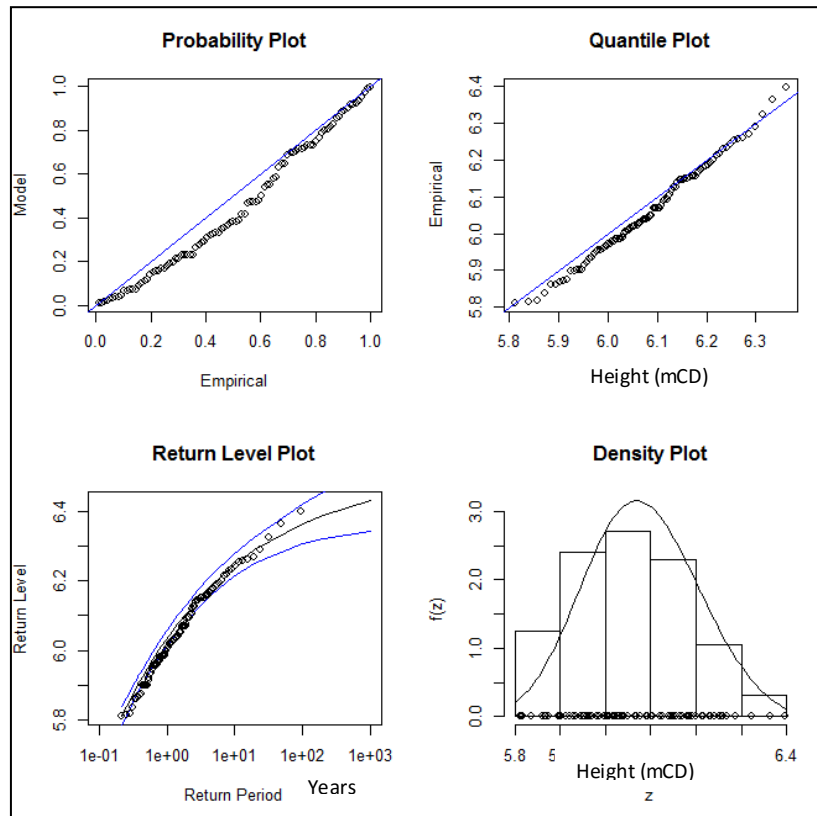 Probability Plot
Model
0.0 0.2 0.4 0.6 0.8 1.0
0.0 0.2 0.4 0.6 0.8 1.0
Empirical
Quantile Plot
Empirical
5.8 5.9 6.0 6.1 6.2 6.3 6.4
5.8 5.9 6.0 6.1 6.2 6.3
Height (mCD)
Return Level Plot
Return Level
5.8 6.0 6.2 6.4
1e-01 1e+00 1e+01 1e+02 1e+03
Years
Return Period
Density Plot
f(z)
0.0 1.0 2.0 3.0
5.8 5 6.4
Height (mCD)
z